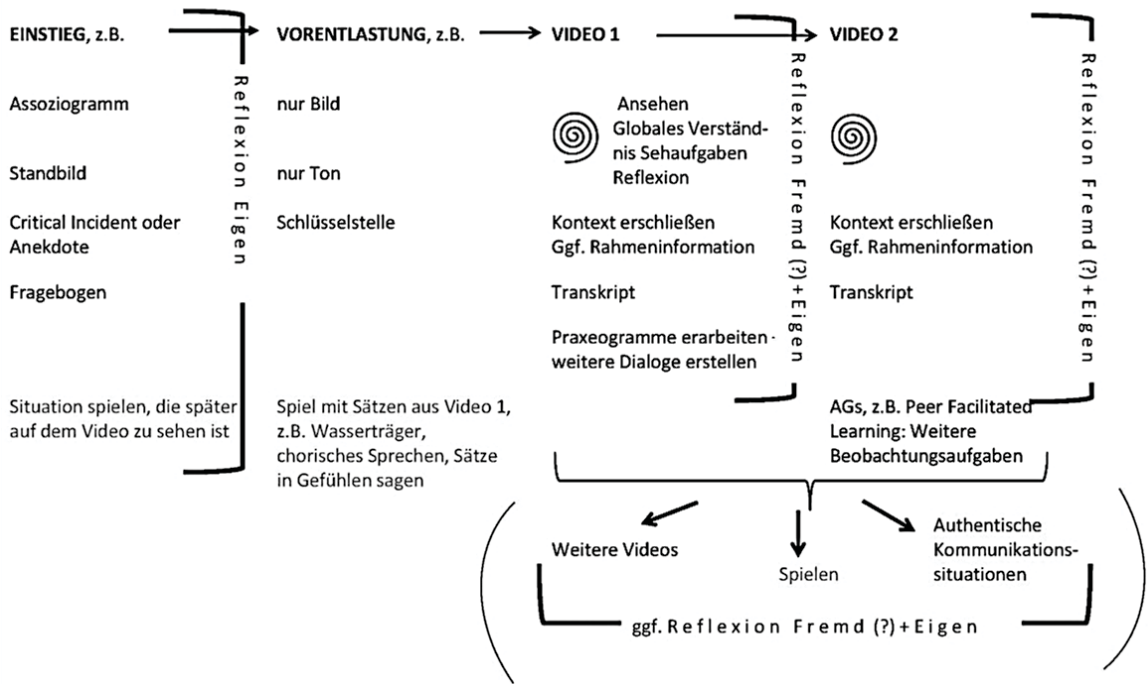 EINSTIEG, z.B.
Assoziogramm
Standbild
Critical Incident oder
Anekdote
Fragebogen
Situation spielen, die später
auf dem Video zu sehen ist
Reflexion Eigen
VORENTLASTUNG, z.B.
nur Bild
nur Ton
Schlüsselstelle
Spiel mit Sätzen aus Video 1,
z.B. Wasserträger,
chorisches Sprechen, Sätze
in Gefühlen sagen
VIDEO 1
Ansehen
Globales Verständ-
nis Sehaufgaben
Reflexion
Kontext erschließen
Ggf. Rahmeninformation
Transkript
Praxeogramme erarbeiten -
weitere Dialoge erstellen
Reflexion Fremd (?) + Eigen
VIDEO 2
Kontext erschließen
Ggf. Rahmeninformation
Transkript
AGs, z.B. Peer Facilitated
Learning: Weitere
Beobachtungsaufgaben
Reflexion Fremd (?) + Eigen
Weitere Videos
Spielen
Authentische
Kommunikations-
situationen
ggf. Reflexion Fremd (?) + Eigen